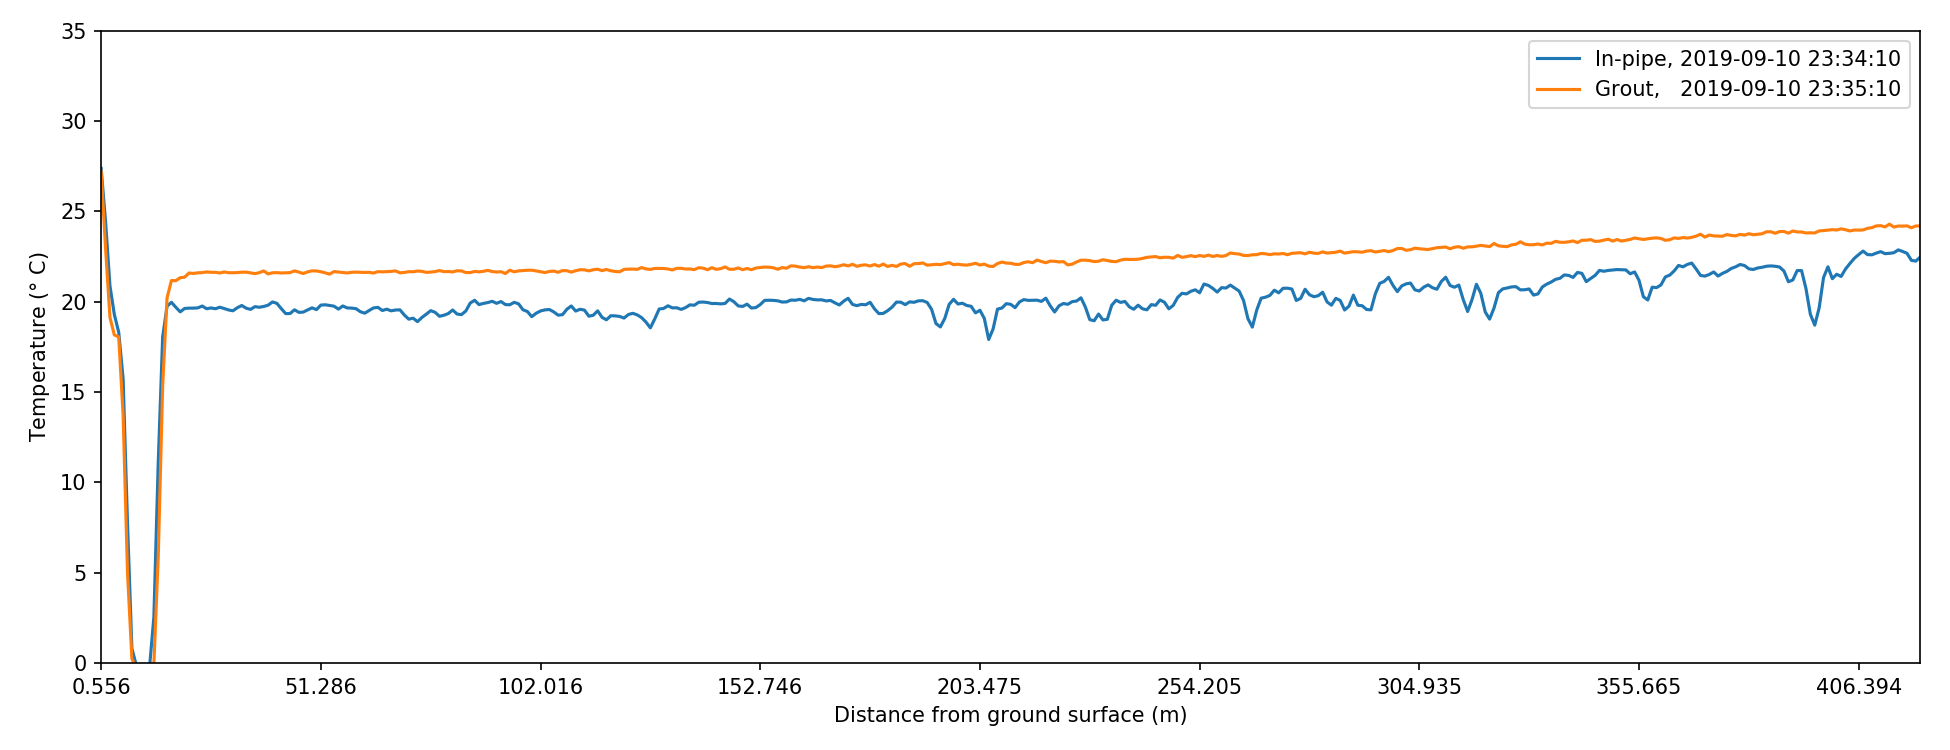 35
30
25
20
15
10
5
0
Temperature (° C)
In-pipe, 2019-09-10 23:34:10
Grout, 2019-09-10 23:35:10
0.556 51.286 102.016 152.746 203.475 254.205 304.935 355.665 406.394
Distance from ground surface (m)